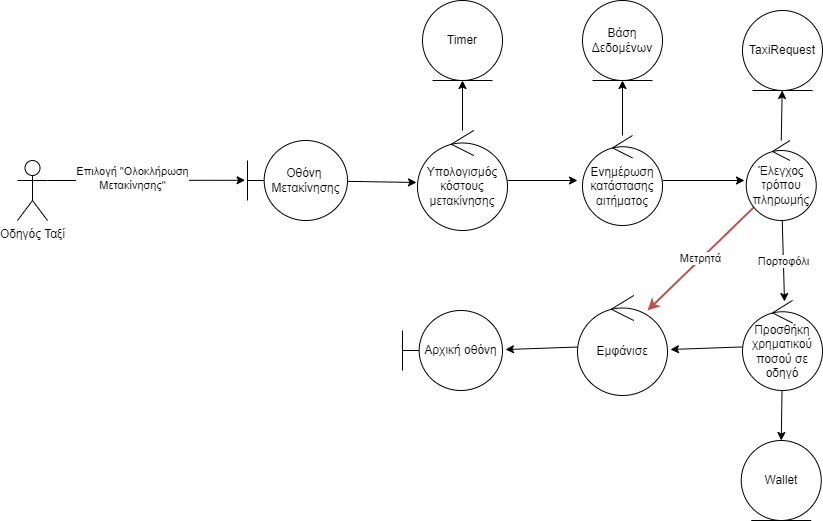 Timer
Βάση
Δεδομένων
TaxiRequest
Επιλογή "Ολοκλήρωση
Μετακίνησης"
Οδηγός Ταξί
Οθόνη
Μετακίνησης
Υπολογισμός
κόστους
μετακίνησης
Ενημέρωση
κατάστασης
αιτήματος
Έλεγχος
τρόπου
πληρωμής
Μετρητά
Πορτοφόλι
Αρχική οθόνη
Εμφάνισε
Προσθήκη
χρηματικού
ποσού σε
οδηγό
Wallet